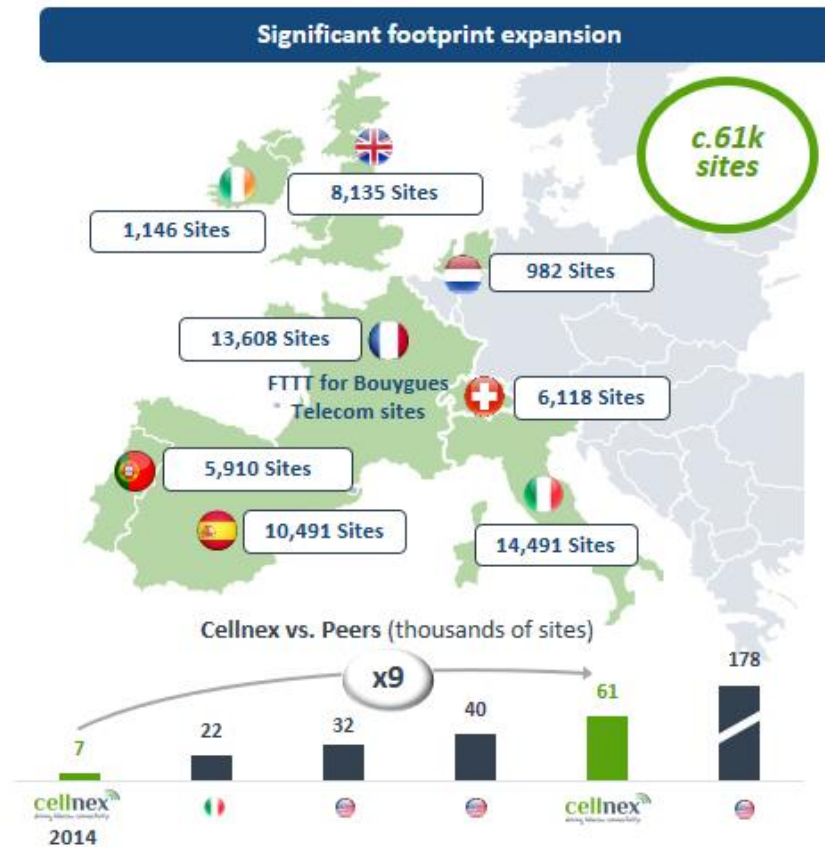 Significant footprint expansion
c.61k
sites
8,135 Sites
1,146 Sites
982 Sites
13,608 Sites
FTTT for Bouygues
Telecom sites
6,118 Sites
5,910 Sites
10,491 Sites
14,491 Sites
Cellnex vs. Peers (thousands of sites)
x9
7
22
32
40
61
178
cellnex
cellnex
2014